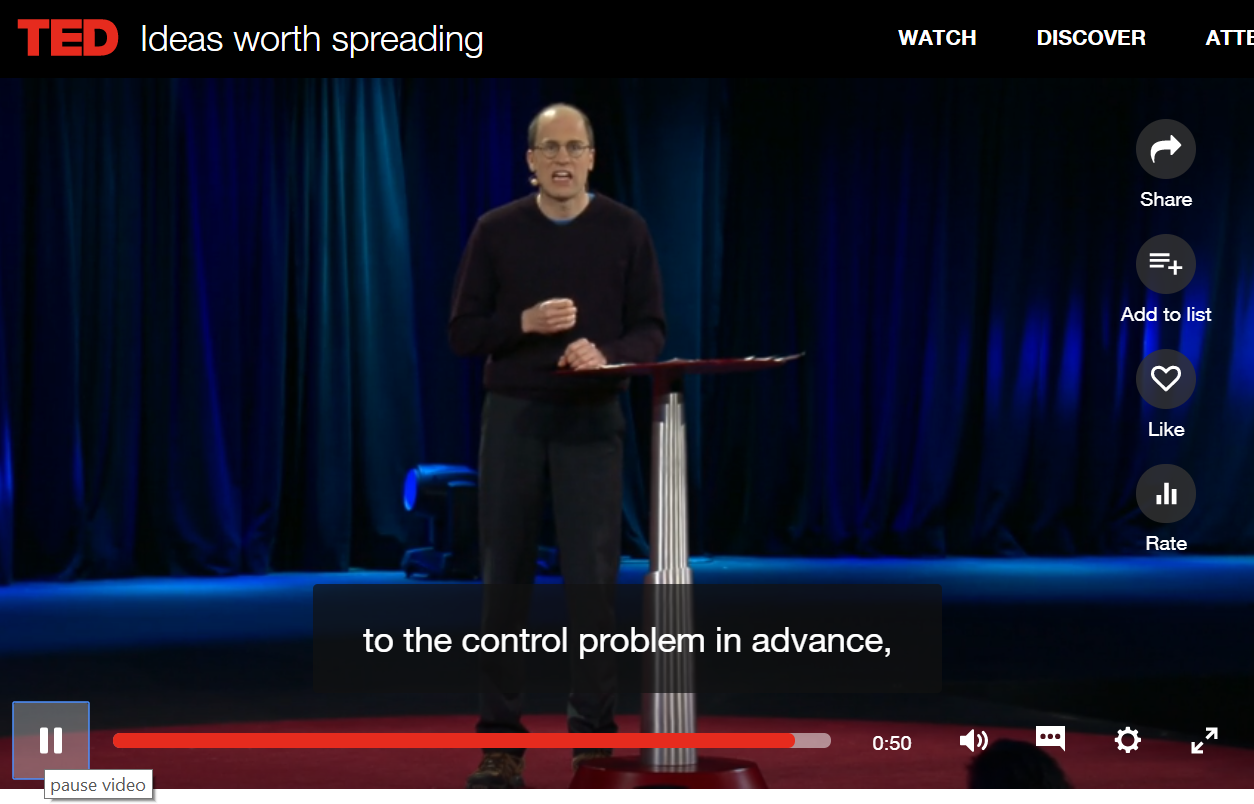 TED Ideas worth spreading WATCH DISCOVER ATTE
Share
Add to list
Like
Rate
to the control problem in advance,
0:50
pause video